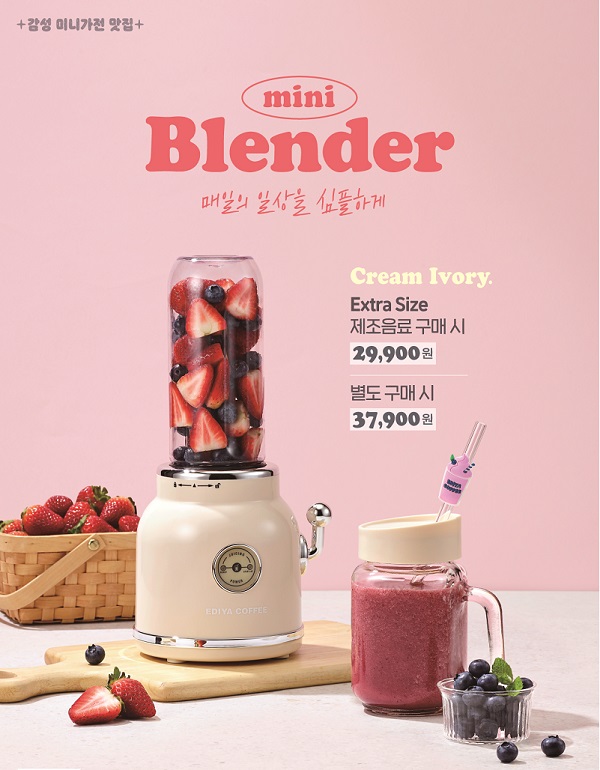 +감성 미니가전 맛집+
mini
Blender
매일의 일상을 심플하게
Cream Ivory.
Extra Size
제조음료 구매 시
29,900원
별도 구매 시
37,900원
EDIYA COFFEE